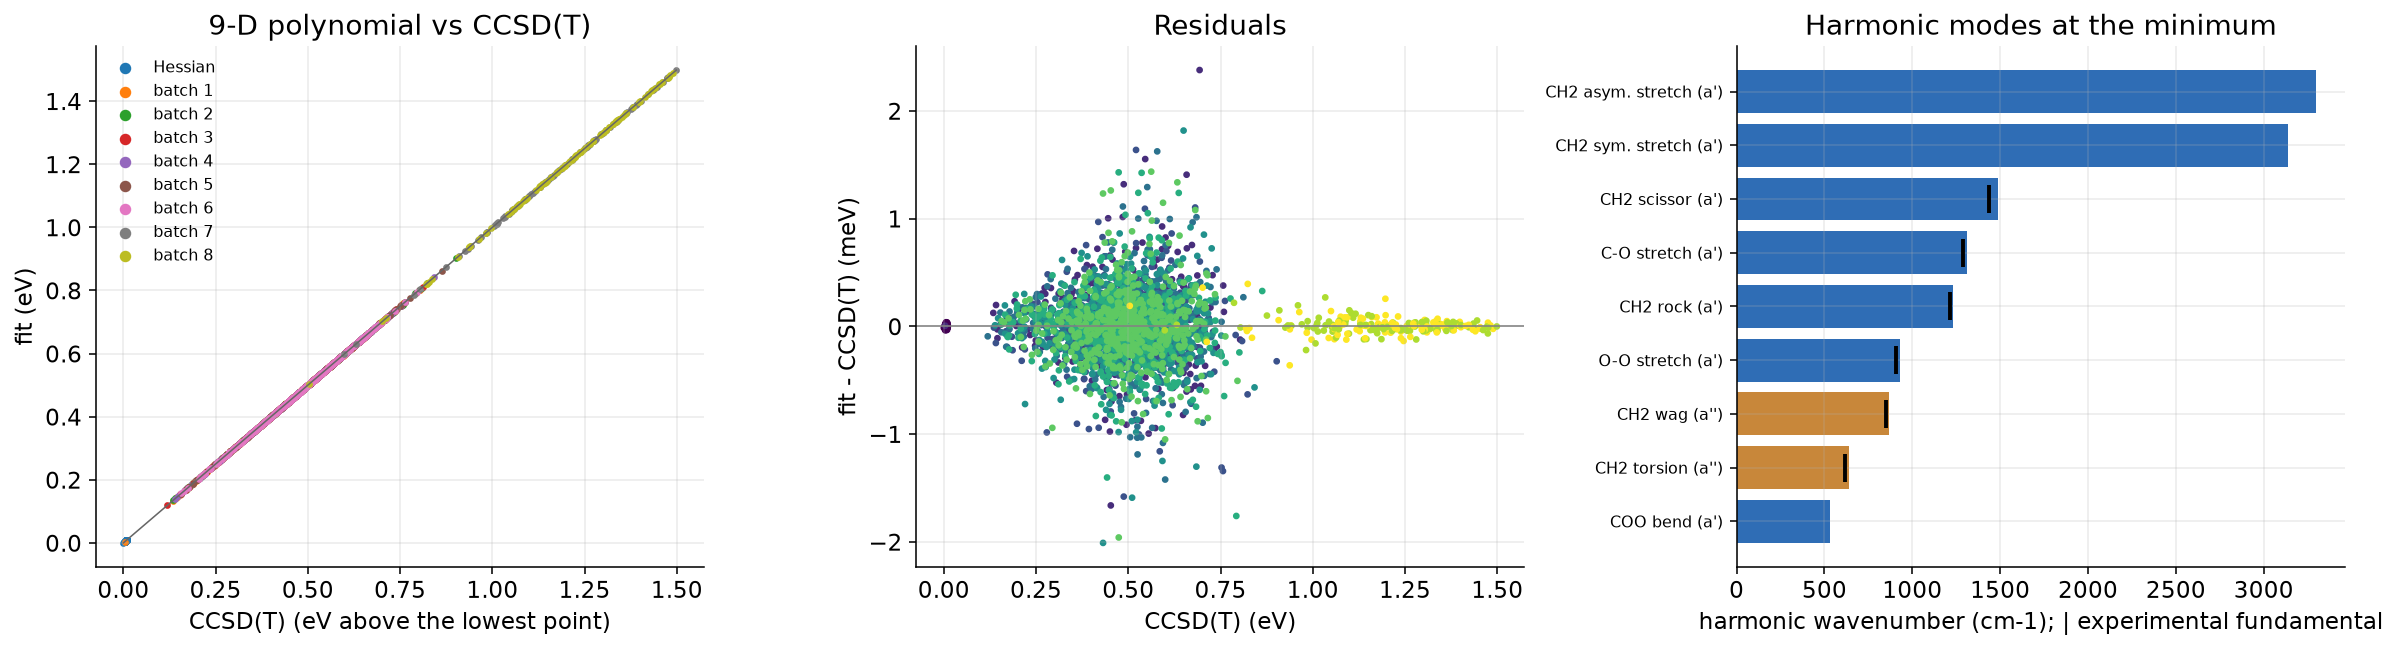 9-D polynomial vs CCSD(T)
Hessian
batch 1
batch 2
batch 3
batch 4
batch 5
batch 6
batch 7
batch 8
fit (eV)
1.4
1.2
1.0
0.8
0.6
0.4
0.2
0.0
0.00 0.25 0.50 0.75 1.00 1.25 1.50
CCSD(T) (eV above the lowest point)
Residuals
fit - CCSD(T) (meV)
2
1
0
−1
−2
0.00 0.25 0.50 0.75 1.00 1.25 1.50
CCSD(T) (eV)
Harmonic modes at the minimum
CH2 asym. stretch (a')
CH2 sym. stretch (a')
CH2 scissor (a')
C-O stretch (a')
CH2 rock (a')
O-O stretch (a')
CH2 wag (a'')
CH2 torsion (a'')
COO bend (a')
0 500 1000 1500 2000 2500 3000
harmonic wavenumber (cm-1); | experimental fundamental